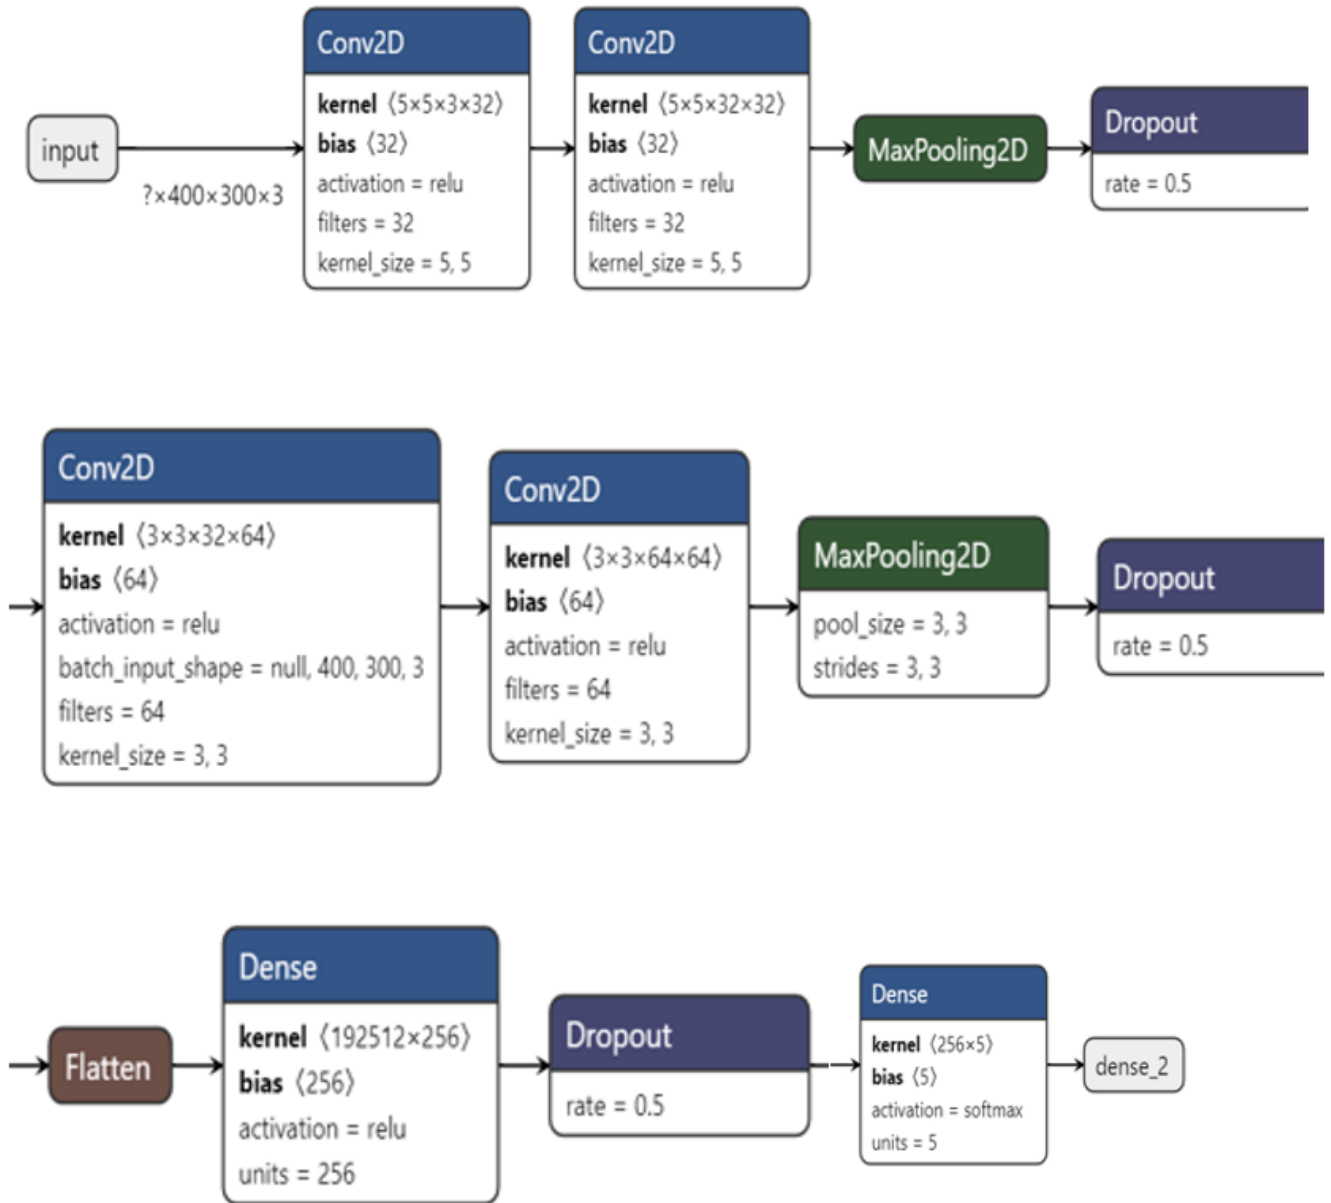 input
?×400×300×3
Conv2D
kernel ⟨5×5×3×32⟩
bias ⟨32⟩
activation = relu
filters = 32
kernel_size = 5, 5
Conv2D
kernel ⟨5×5×32×32⟩
bias ⟨32⟩
activation = relu
filters = 32
kernel_size = 5, 5
MaxPooling2D
Dropout
rate = 0.5
Conv2D
kernel ⟨3×3×32×64⟩
bias ⟨64⟩
activation = relu
batch_input_shape = null, 400, 300, 3
filters = 64
kernel_size = 3, 3
Conv2D
kernel ⟨3×3×64×64⟩
bias ⟨64⟩
activation = relu
filters = 64
kernel_size = 3, 3
MaxPooling2D
pool_size = 3, 3
strides = 3, 3
Dropout
rate = 0.5
Flatten
Dense
kernel ⟨192512×256⟩
bias ⟨256⟩
activation = relu
units = 256
Dropout
rate = 0.5
Dense
kernel ⟨256×5⟩
bias ⟨5⟩
activation = softmax
units = 5
dense_2